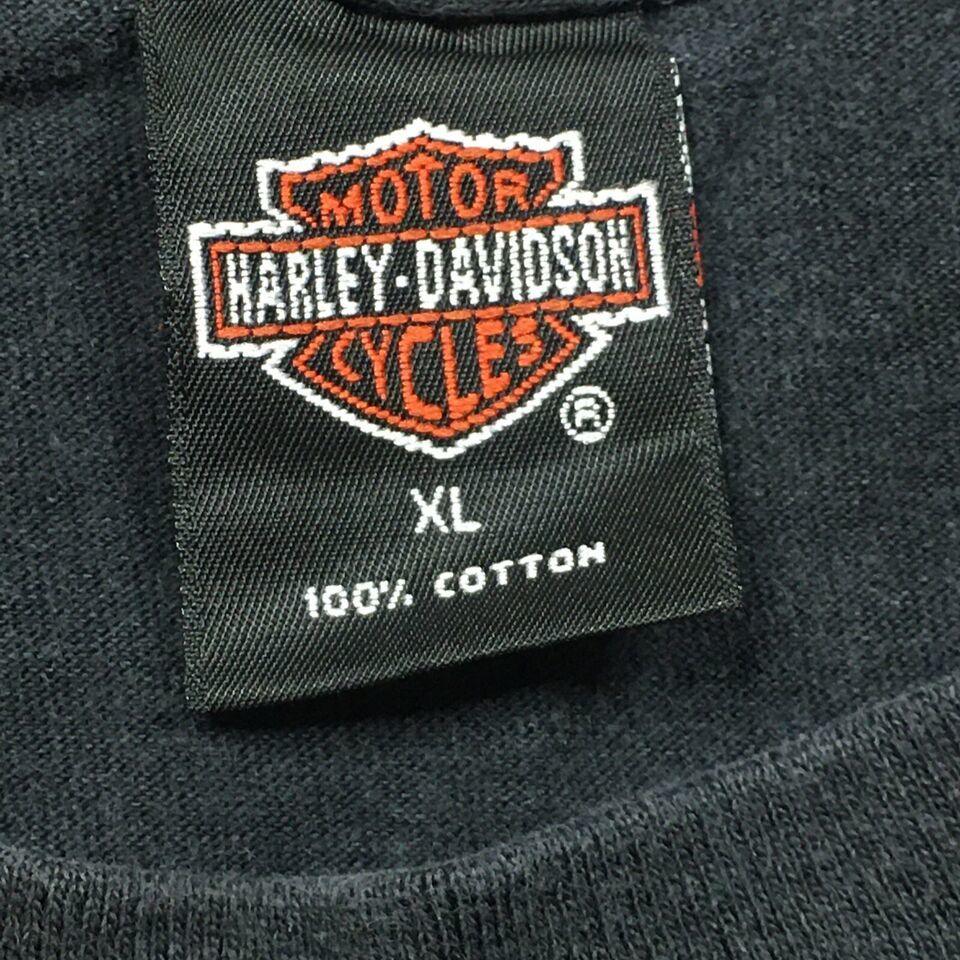 MOTOR
HARLEY-DAVIDSON
CYCLES
®
XL
100% COTTON